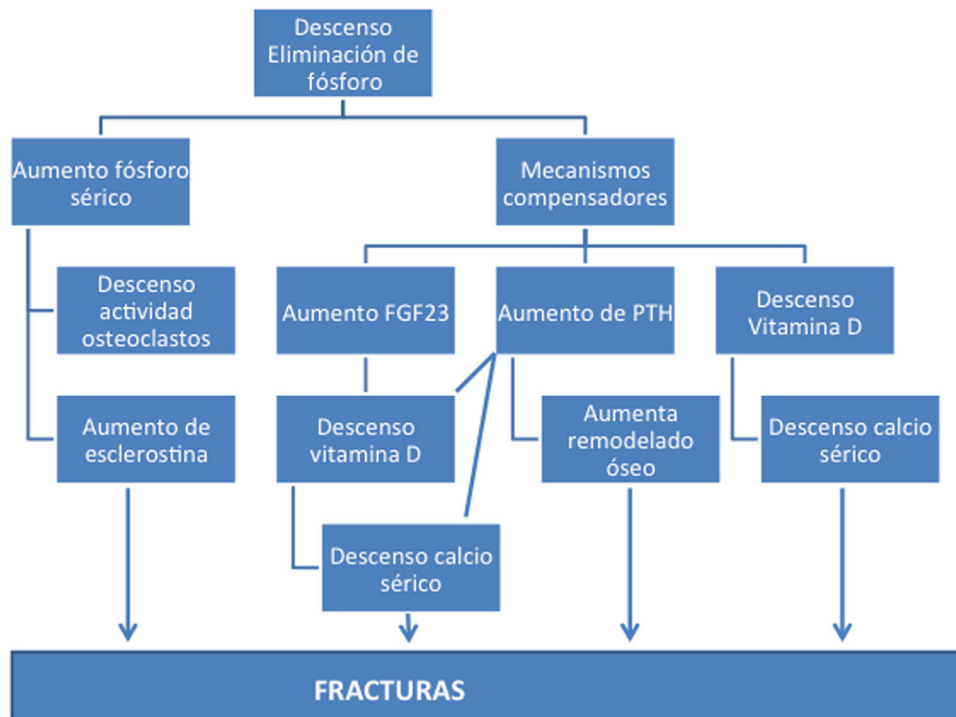 Descenso
Eliminación de
fósforo
Aumento fósforo
sérico
Mecanismos
compensadores
Descenso
actividad
osteoclastos
Aumento FGF23
Aumento de PTH
Descenso
Vitamina D
Aumento de
esclerostina
Descenso
vitamina D
Aumenta
remodelado
óseo
Descenso calcio
sérico
Descenso calcio
sérico
FRACTURAS